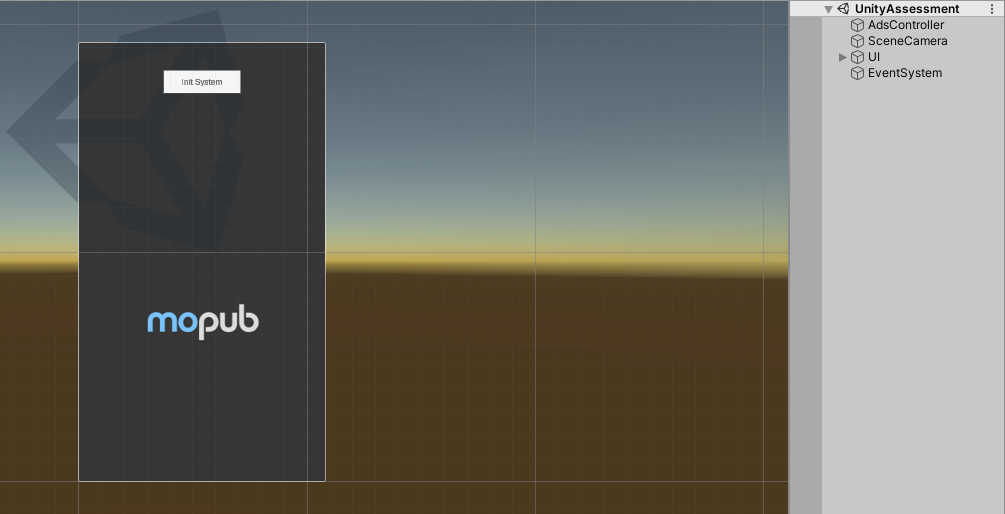 UnityAssessment
AdsController
SceneCamera
UI
EventSystem
Init System
mopub